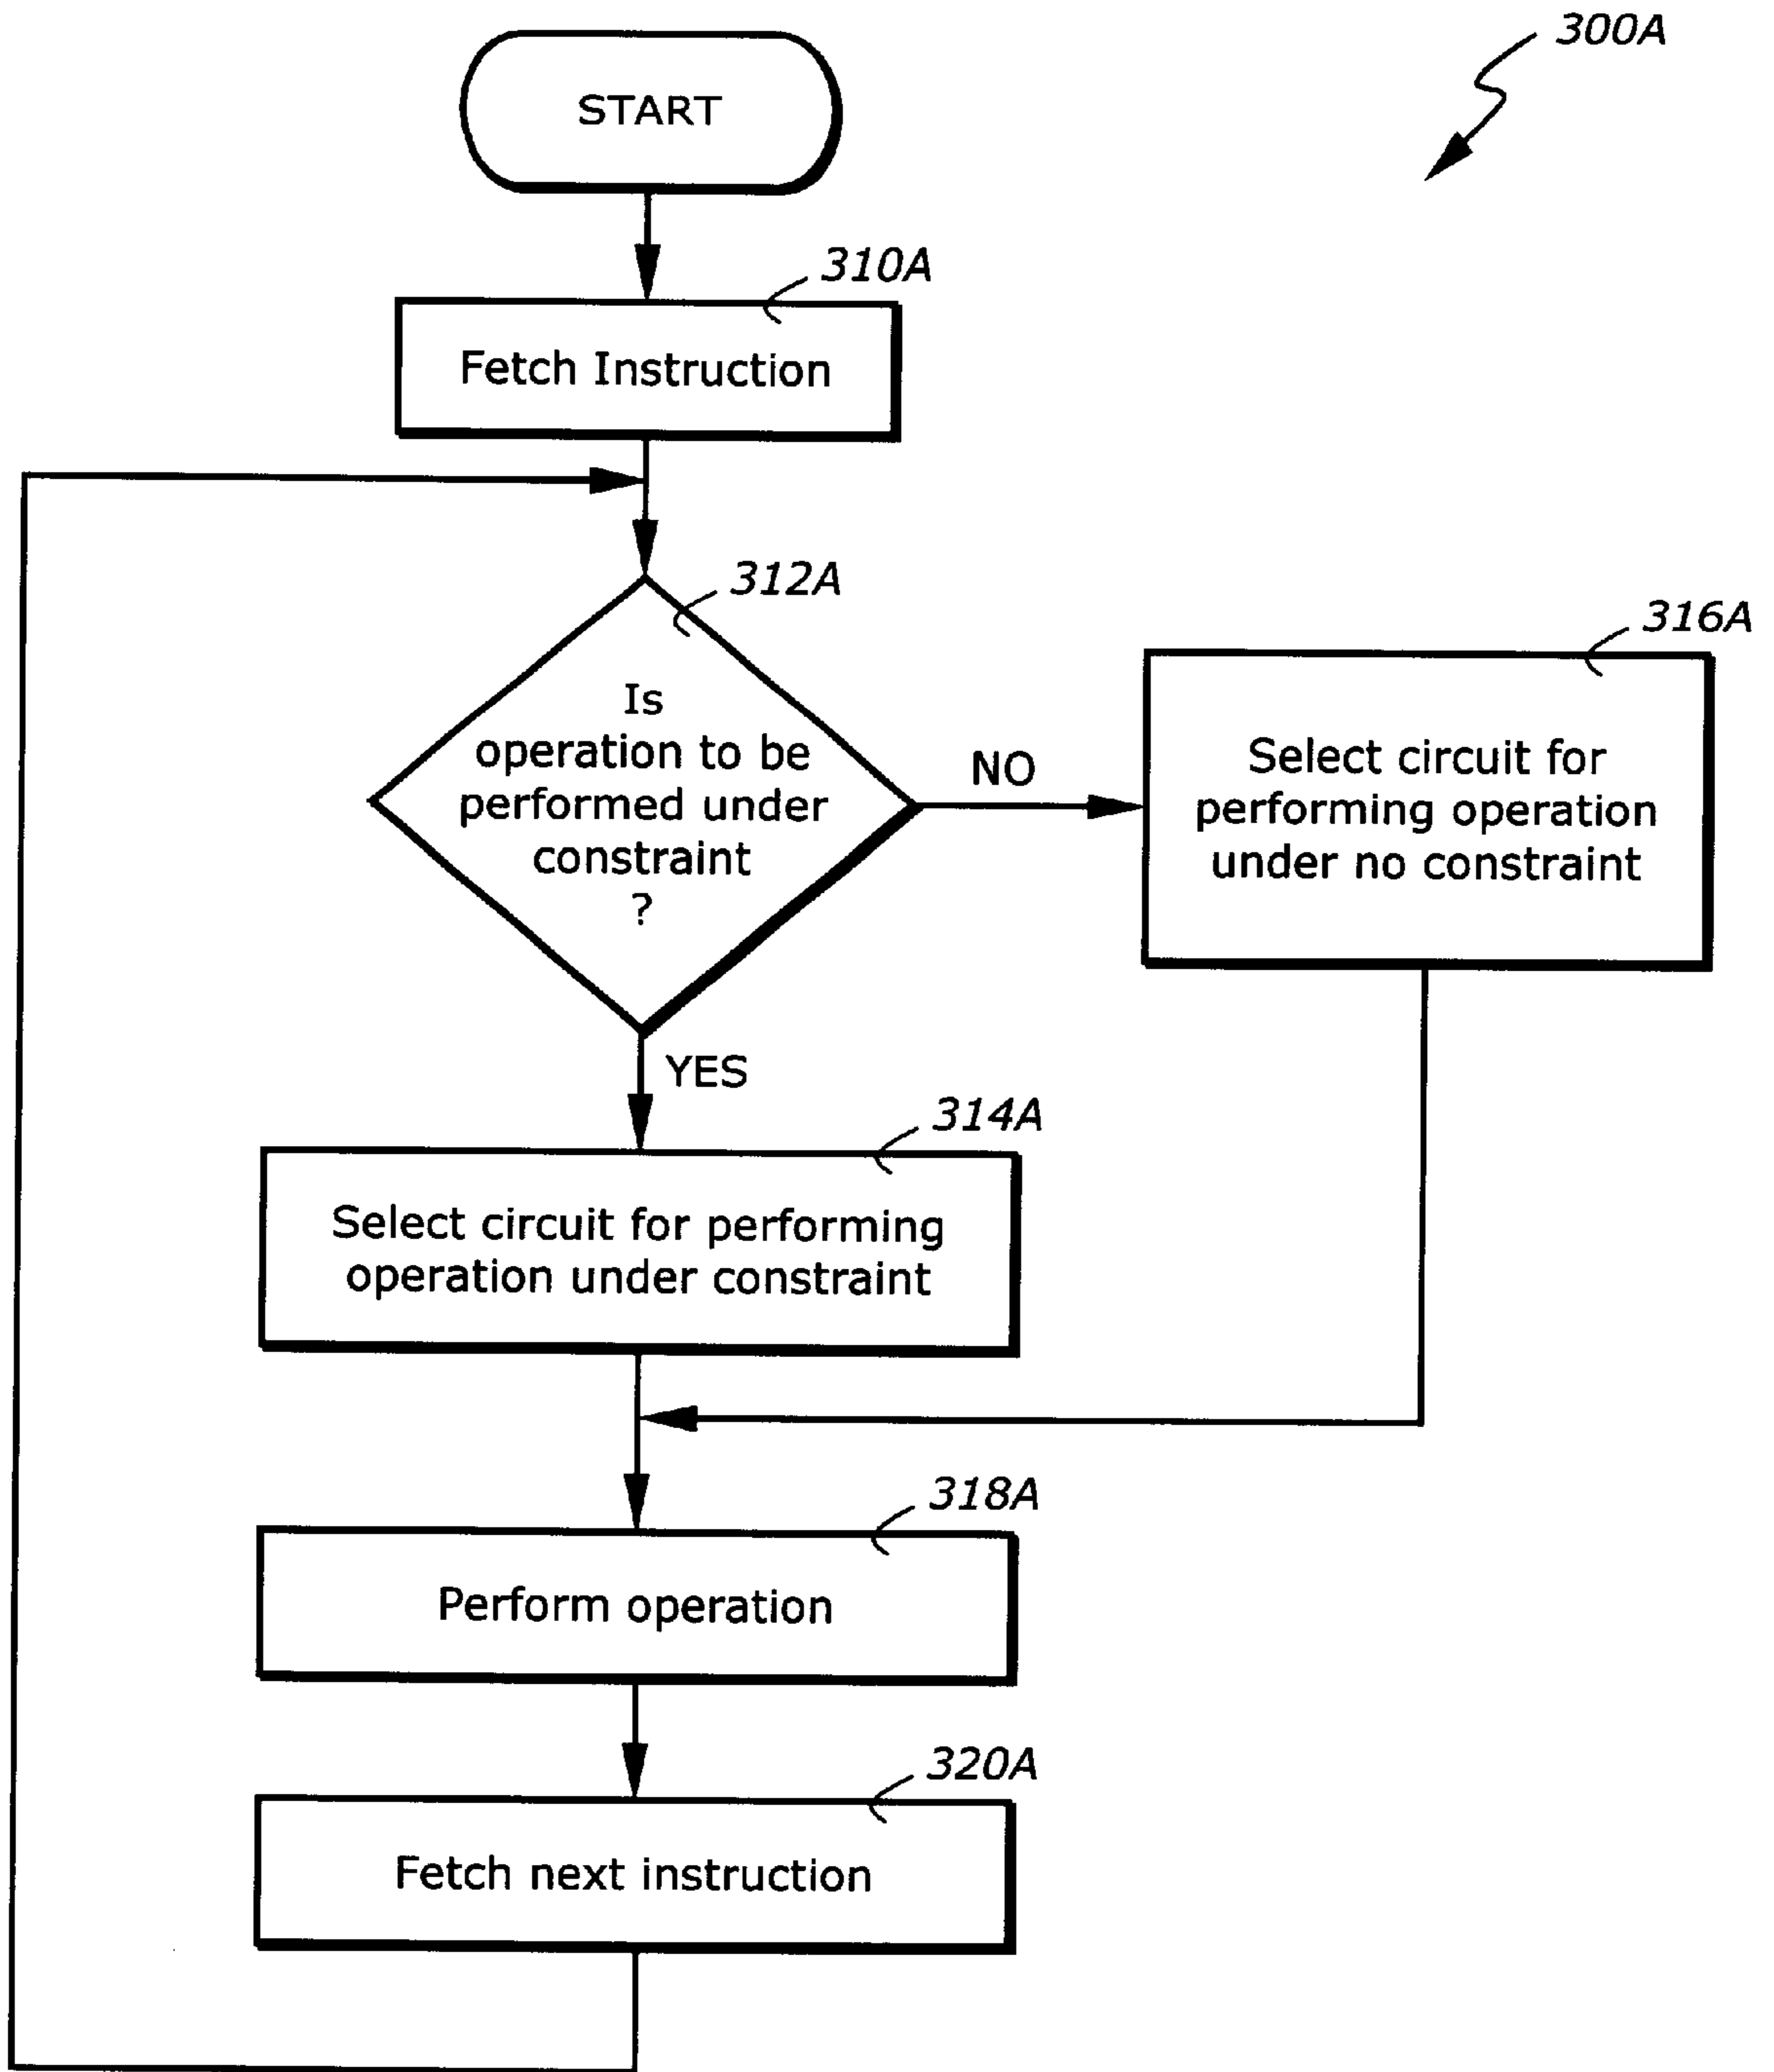 300A
START
310A
Fetch Instruction
312A
Is
operation to be
performed under
constraint
?
NO
316A
Select circuit for
performing operation
under no constraint
YES
314A
Select circuit for performing
operation under constraint
318A
Perform operation
320A
Fetch next instruction